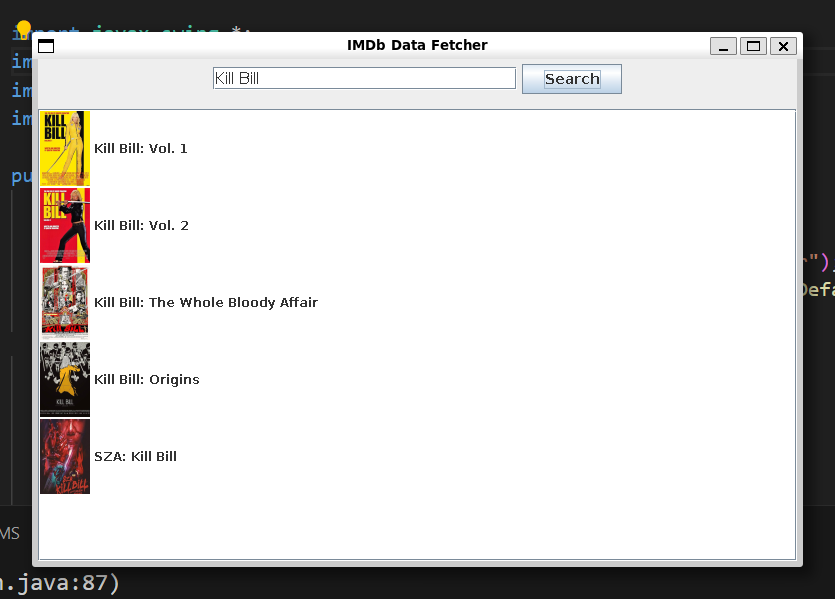 import javax.swing.*;
IMDb Data Fetcher
im
Kill Bill
Search
im
im
KILL BILL
Kill Bill: Vol. 1
pu
KILL BILL
Kill Bill: Vol. 2
r");
Defa
Kill Bill: The Whole Bloody Affair
Kill Bill: Origins
KILL BILL
SZA: Kill Bill
KILL BILL
MS
n.java:87)